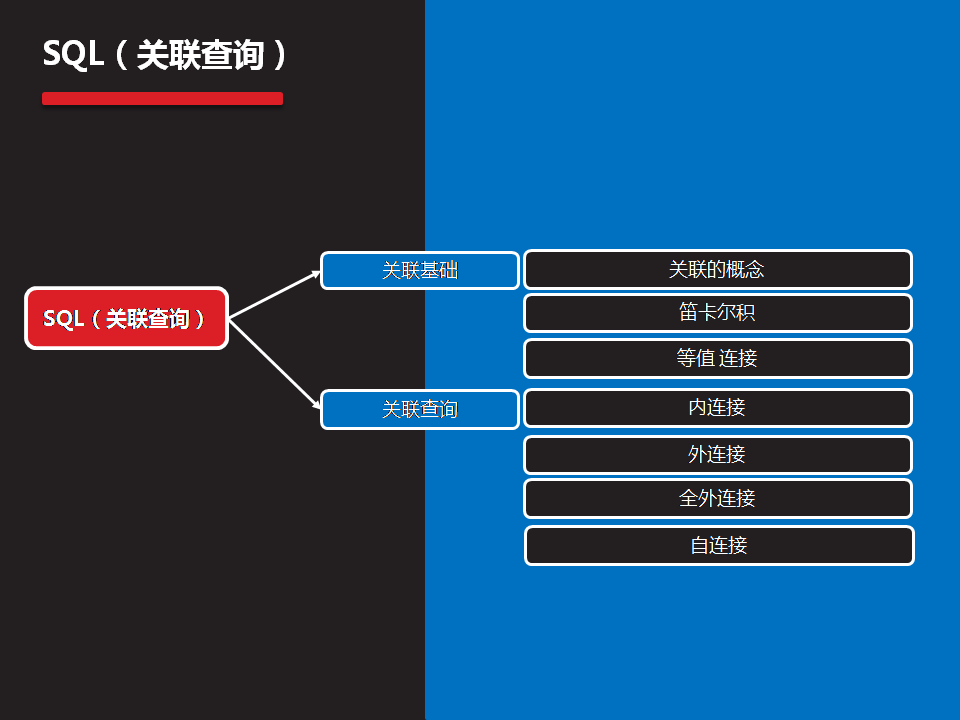 SQL（关联查询）
SQL（关联查询）
关联基础
关联的概念
笛卡尔积
等值 连接
关联查询
内连接
外连接
全外连接
自连接